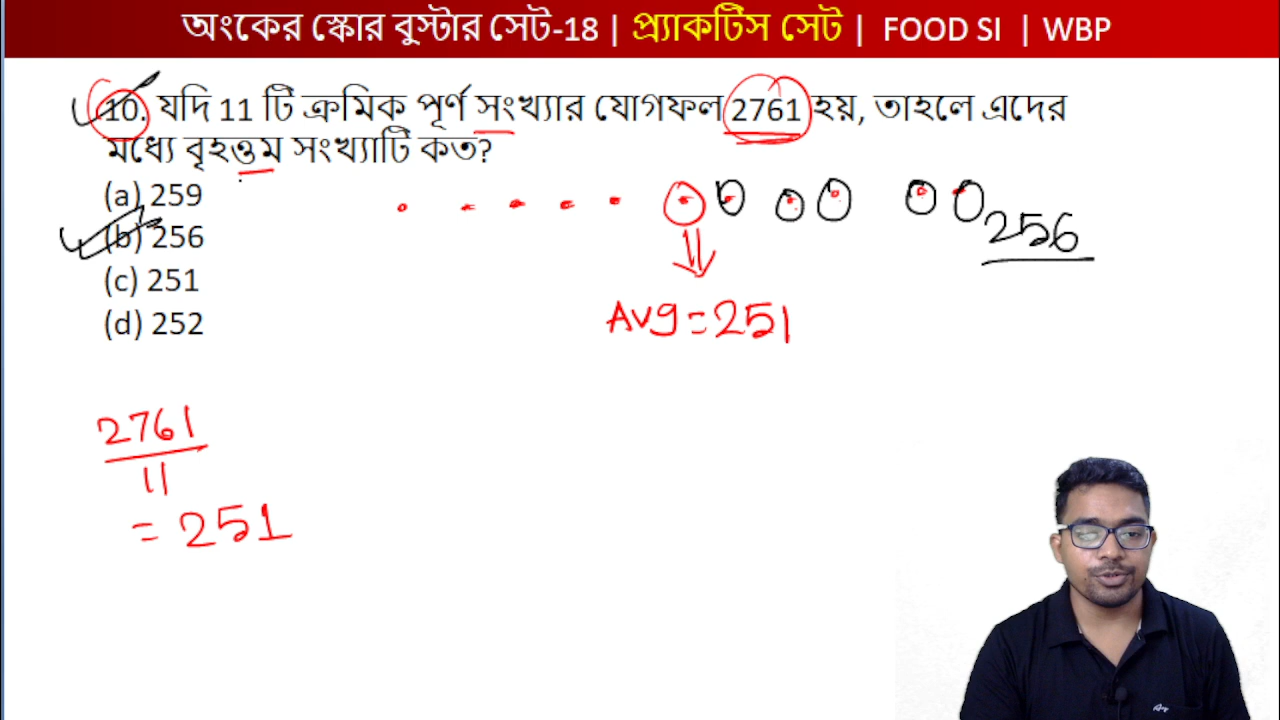 অংকের স্কোর বুস্টার সেট-18 | প্র্যাকটিস সেট | FOOD SI | WBP
10. যদি 11 টি ক্রমিক পূর্ণ সংখ্যার যোগফল 2761 হয়, তাহলে এদের
মধ্যে বৃহত্তম সংখ্যাটি কত?
(a) 259
(b) 256
(c) 251
(d) 252
256
Avg = 251
2761
11
= 251